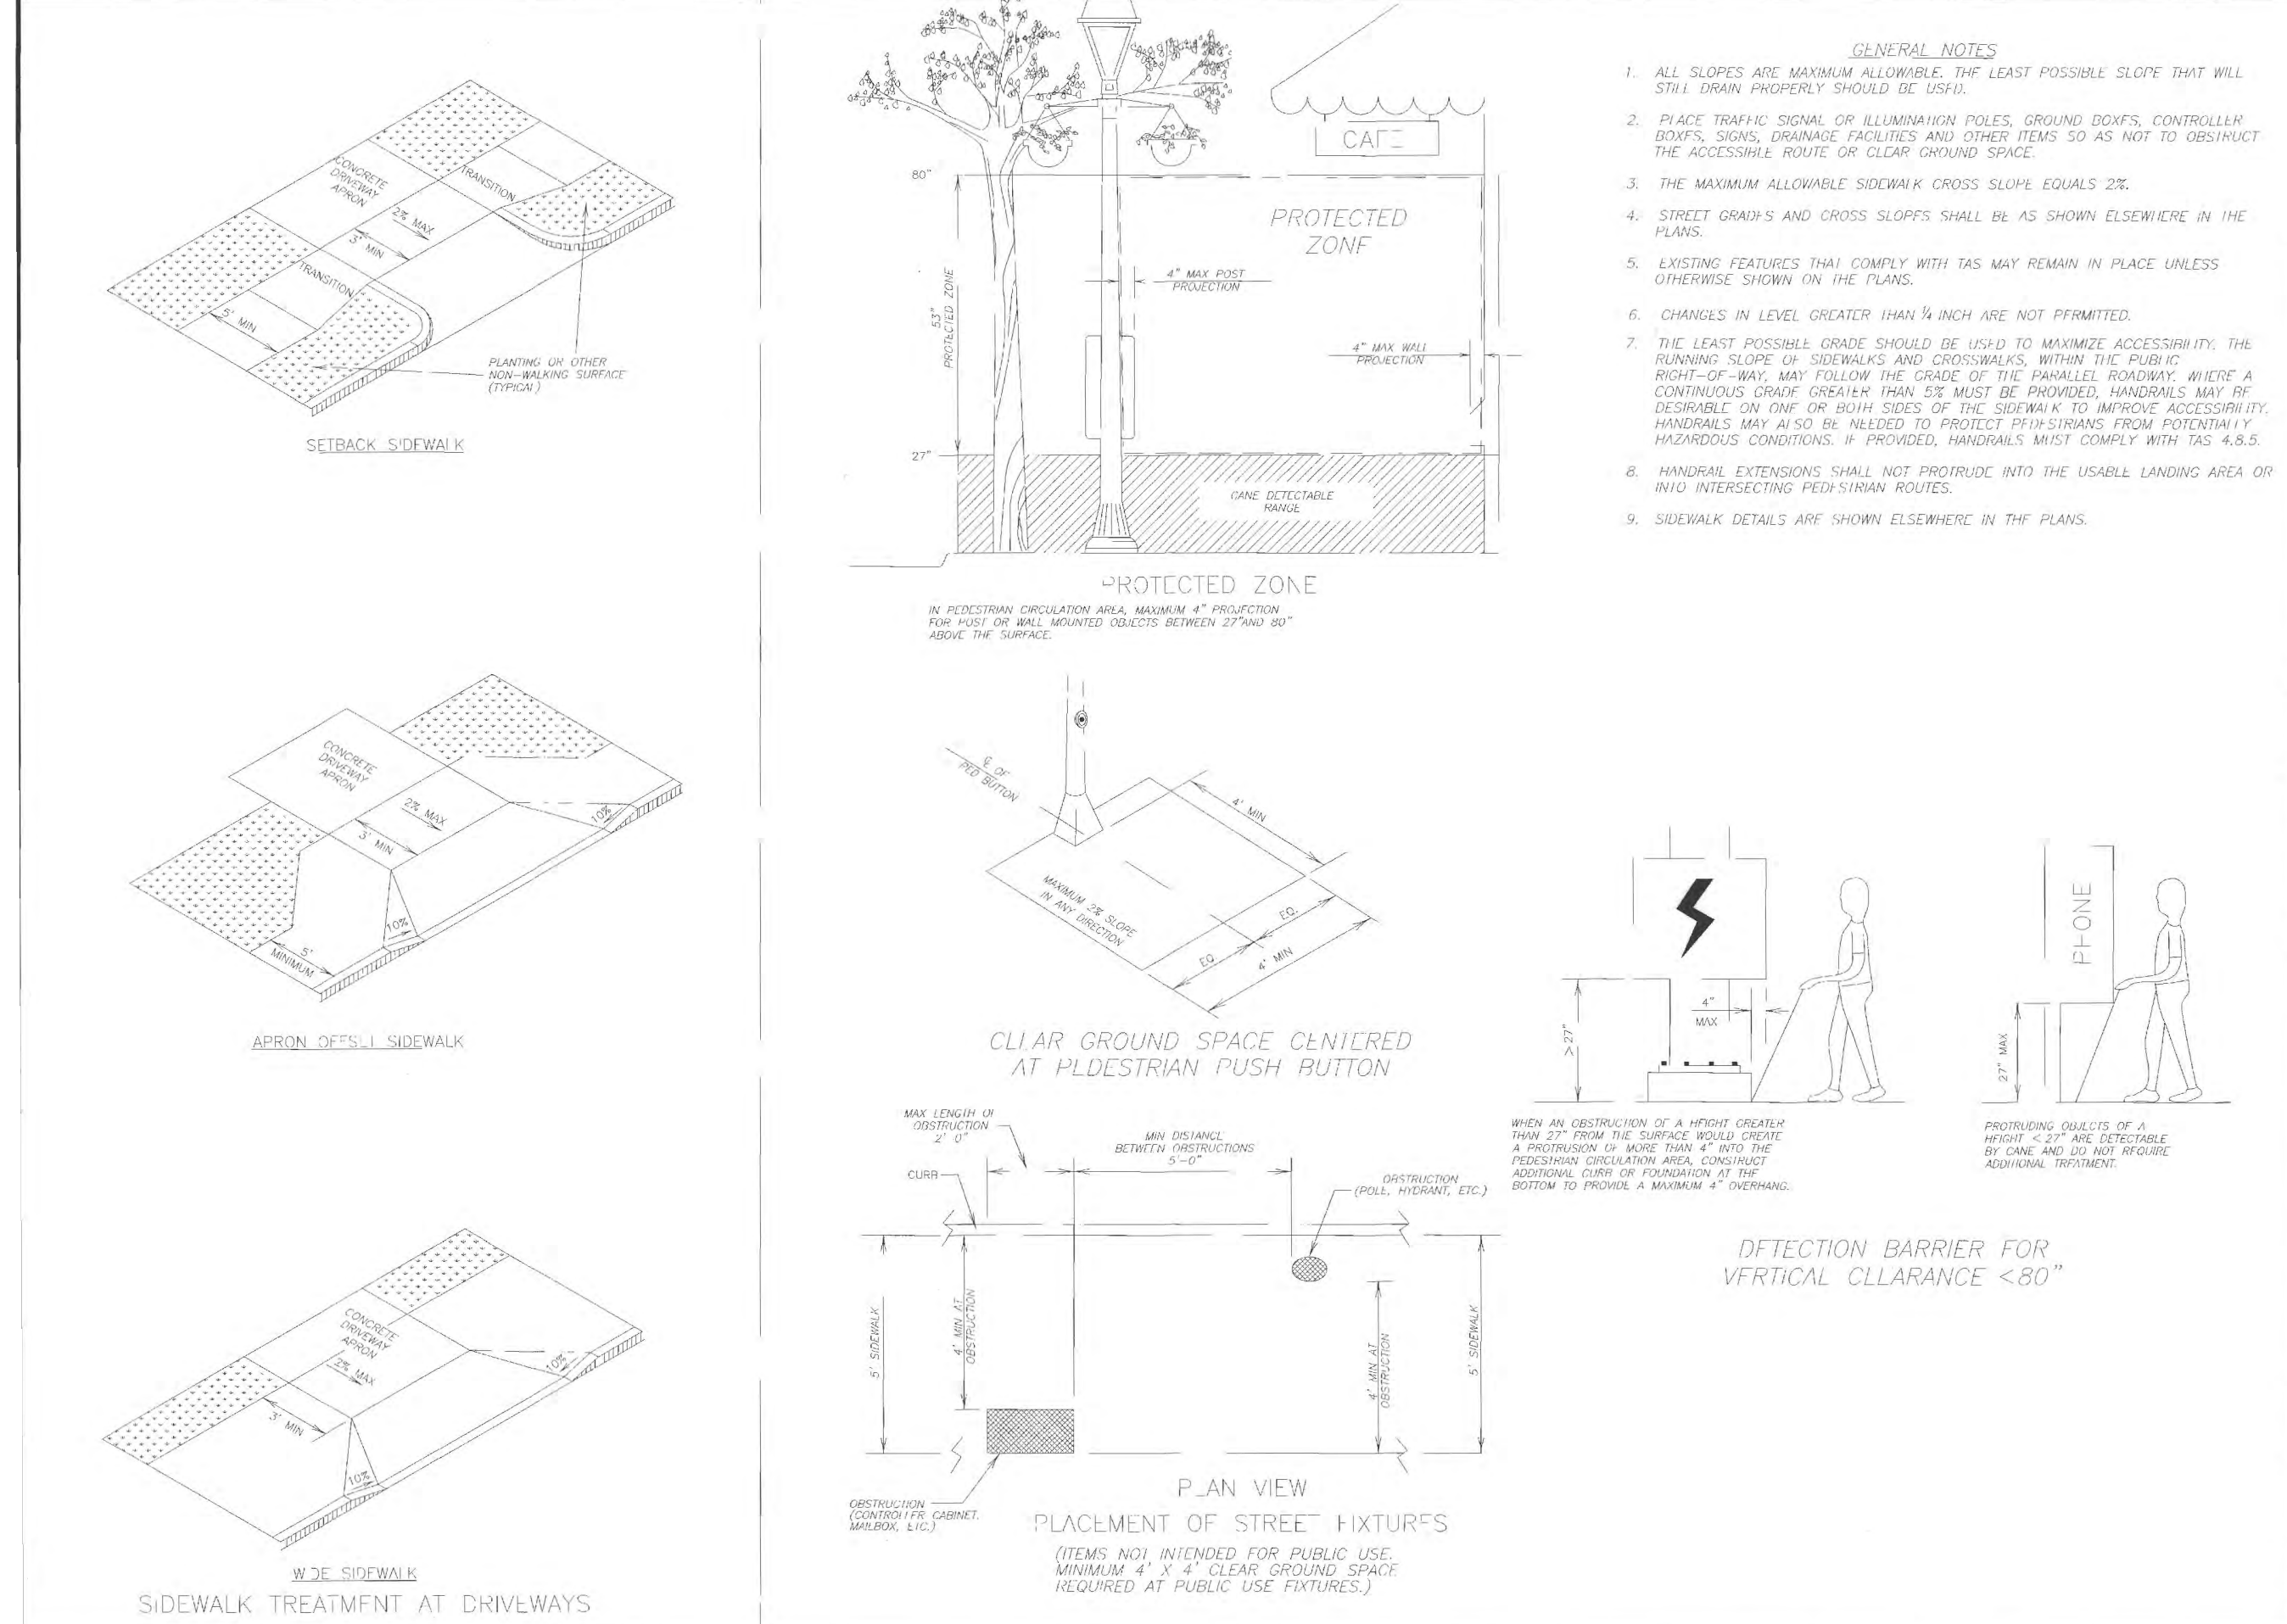 CONCRETE
DRIVEWAY
APRON
TRANSITION
2% MAX
3' MIN
TRANSITION
5' MIN
PLANTING OR OTHER
NON-WALKING SURFACE
(TYPICAL)
SETBACK SIDEWALK
CONCRETE
DRIVEWAY
APRON
2% MAX
3' MIN
10%
10%
5'
MINIMUM
APRON OFFSET SIDEWALK
CONCRETE
DRIVEWAY
APRON
2% MAX
3' MIN
10%
10%
WIDE SIDEWALK
SIDEWALK TREATMENT AT DRIVEWAYS
CAFE
80"
PROTECTED
ZONE
4" MAX POST
PROJECTION
53"
PROTECTED ZONE
4" MAX WALL
PROJECTION
27"
CANE DETECTABLE
RANGE
PROTECTED ZONE
IN PEDESTRIAN CIRCULATION AREA, MAXIMUM 4" PROJECTION
FOR POST OR WALL MOUNTED OBJECTS BETWEEN 27"AND 80"
ABOVE THE SURFACE.
℄ OF
PED BUTTON
4' MIN
MAXIMUM 2% SLOPE
IN ANY DIRECTION
EQ.
EQ
4' MIN
CLEAR GROUND SPACE CENTERED
AT PEDESTRIAN PUSH BUTTON
MAX LENGTH OF
OBSTRUCTION
2' 0"
MIN DISTANCE
BETWEEN OBSTRUCTIONS
5'-0"
CURB
OBSTRUCTION
(POLE, HYDRANT, ETC.)
5' SIDEWALK
4' MIN AT
OBSTRUCTION
4' MIN AT
OBSTRUCTION
5' SIDEWALK
OBSTRUCTION
(CONTROLLER CABINET,
MAILBOX, ETC.)
PLAN VIEW
PLACEMENT OF STREET FIXTURES
(ITEMS NOT INTENDED FOR PUBLIC USE.
MINIMUM 4' X 4' CLEAR GROUND SPACE
REQUIRED AT PUBLIC USE FIXTURES.)
GENERAL NOTES
1. ALL SLOPES ARE MAXIMUM ALLOWABLE. THE LEAST POSSIBLE SLOPE THAT WILL
STILL DRAIN PROPERLY SHOULD BE USED.
2. PLACE TRAFFIC SIGNAL OR ILLUMINATION POLES, GROUND BOXES, CONTROLLER
BOXES, SIGNS, DRAINAGE FACILITIES AND OTHER ITEMS SO AS NOT TO OBSTRUCT
THE ACCESSIBLE ROUTE OR CLEAR GROUND SPACE.
3. THE MAXIMUM ALLOWABLE SIDEWALK CROSS SLOPE EQUALS 2%.
4. STREET GRADES AND CROSS SLOPES SHALL BE AS SHOWN ELSEWHERE IN THE
PLANS.
5. EXISTING FEATURES THAT COMPLY WITH TAS MAY REMAIN IN PLACE UNLESS
OTHERWISE SHOWN ON THE PLANS.
6. CHANGES IN LEVEL GREATER THAN ¼ INCH ARE NOT PERMITTED.
7. THE LEAST POSSIBLE GRADE SHOULD BE USED TO MAXIMIZE ACCESSIBILITY. THE
RUNNING SLOPE OF SIDEWALKS AND CROSSWALKS, WITHIN THE PUBLIC
RIGHT-OF-WAY, MAY FOLLOW THE GRADE OF THE PARALLEL ROADWAY. WHERE A
CONTINUOUS GRADE GREATER THAN 5% MUST BE PROVIDED, HANDRAILS MAY BE
DESIRABLE ON ONE OR BOTH SIDES OF THE SIDEWALK TO IMPROVE ACCESSIBILITY.
HANDRAILS MAY ALSO BE NEEDED TO PROTECT PEDESTRIANS FROM POTENTIALLY
HAZARDOUS CONDITIONS. IF PROVIDED, HANDRAILS MUST COMPLY WITH TAS 4.8.5.
8. HANDRAIL EXTENSIONS SHALL NOT PROTRUDE INTO THE USABLE LANDING AREA OR
INTO INTERSECTING PEDESTRIAN ROUTES.
9. SIDEWALK DETAILS ARE SHOWN ELSEWHERE IN THE PLANS.
>27"
4"
MAX
PHONE
27" MAX
WHEN AN OBSTRUCTION OF A HEIGHT GREATER
THAN 27" FROM THE SURFACE WOULD CREATE
A PROTRUSION OF MORE THAN 4" INTO THE
PEDESTRIAN CIRCULATION AREA, CONSTRUCT
ADDITIONAL CURB OR FOUNDATION AT THE
BOTTOM TO PROVIDE A MAXIMUM 4" OVERHANG.
PROTRUDING OBJECTS OF A
HEIGHT < 27" ARE DETECTABLE
BY CANE AND DO NOT REQUIRE
ADDITIONAL TREATMENT.
DETECTION BARRIER FOR
VERTICAL CLEARANCE <80"